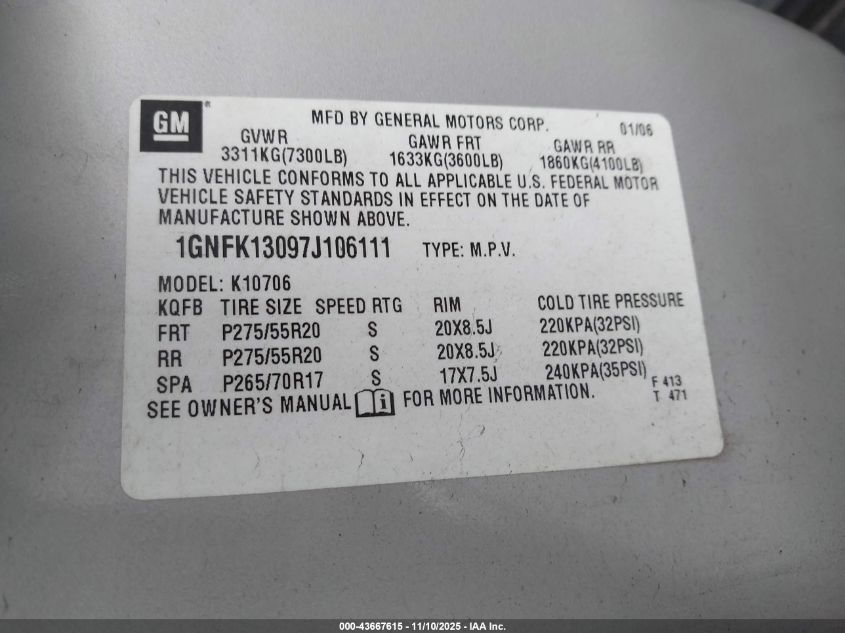 GM
MFD BY GENERAL MOTORS CORP. 01/06
GVWR GAWR FRT GAWR RR
3311KG(7300LB) 1633KG(3600LB) 1860KG(4100LB)
THIS VEHICLE CONFORMS TO ALL APPLICABLE U.S. FEDERAL MOTOR
VEHICLE SAFETY STANDARDS IN EFFECT ON THE DATE OF
MANUFACTURE SHOWN ABOVE.
1GNFK13097J106111 TYPE: M.P.V.
MODEL: K10706
KQFB TIRE SIZE SPEED RTG RIM COLD TIRE PRESSURE
FRT P275/55R20 S 20X8.5J 220KPA(32PSI)
RR P275/55R20 S 20X8.5J 220KPA(32PSI)
SPA P265/70R17 S 17X7.5J 240KPA(35PSI)
F 413
T 471
SEE OWNER'S MANUAL i FOR MORE INFORMATION.
000-43667615 - 11/10/2025 - IAA Inc.